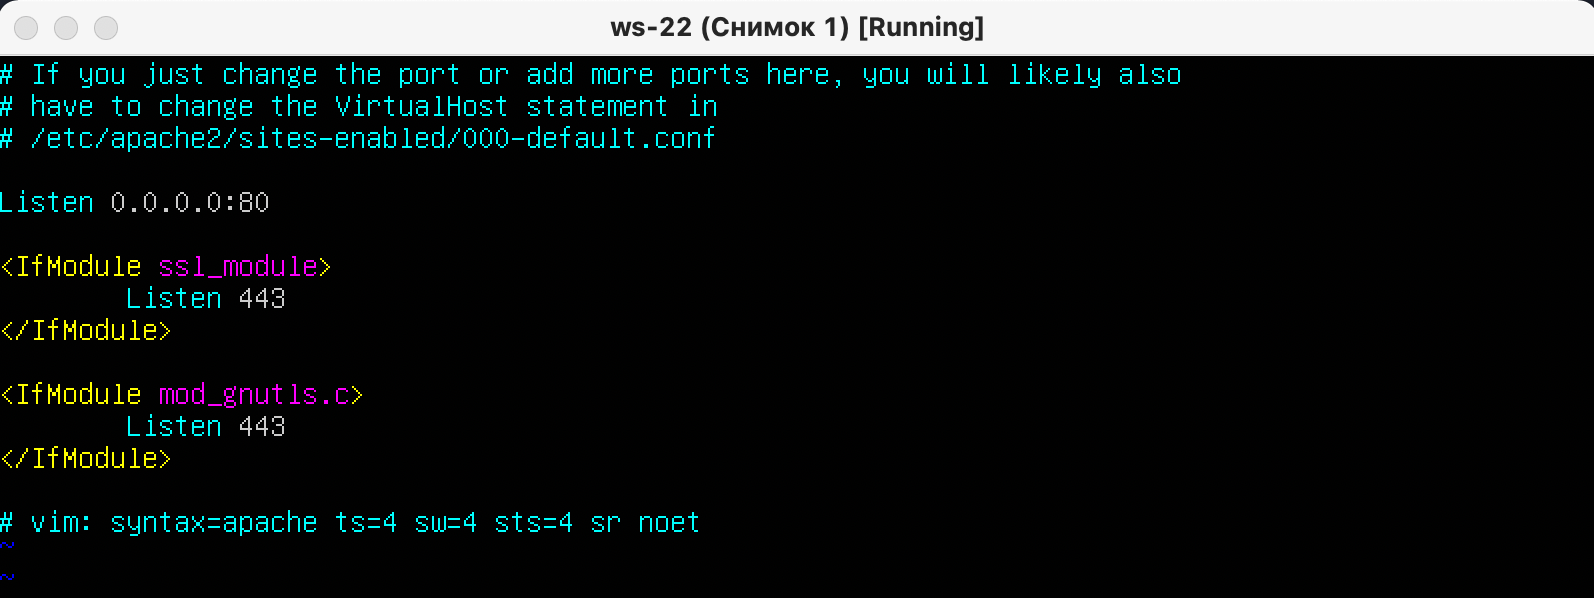 ws-22 (Снимок 1) [Running]
# If you just change the port or add more ports here, you will likely also
# have to change the VirtualHost statement in
# /etc/apache2/sites-enabled/000-default.conf
Listen 0.0.0.0:80
<IfModule ssl_module>
Listen 443
</IfModule>
<IfModule mod_gnutls.c>
Listen 443
</IfModule>
# vim: syntax=apache ts=4 sw=4 sts=4 sr noet
~
~